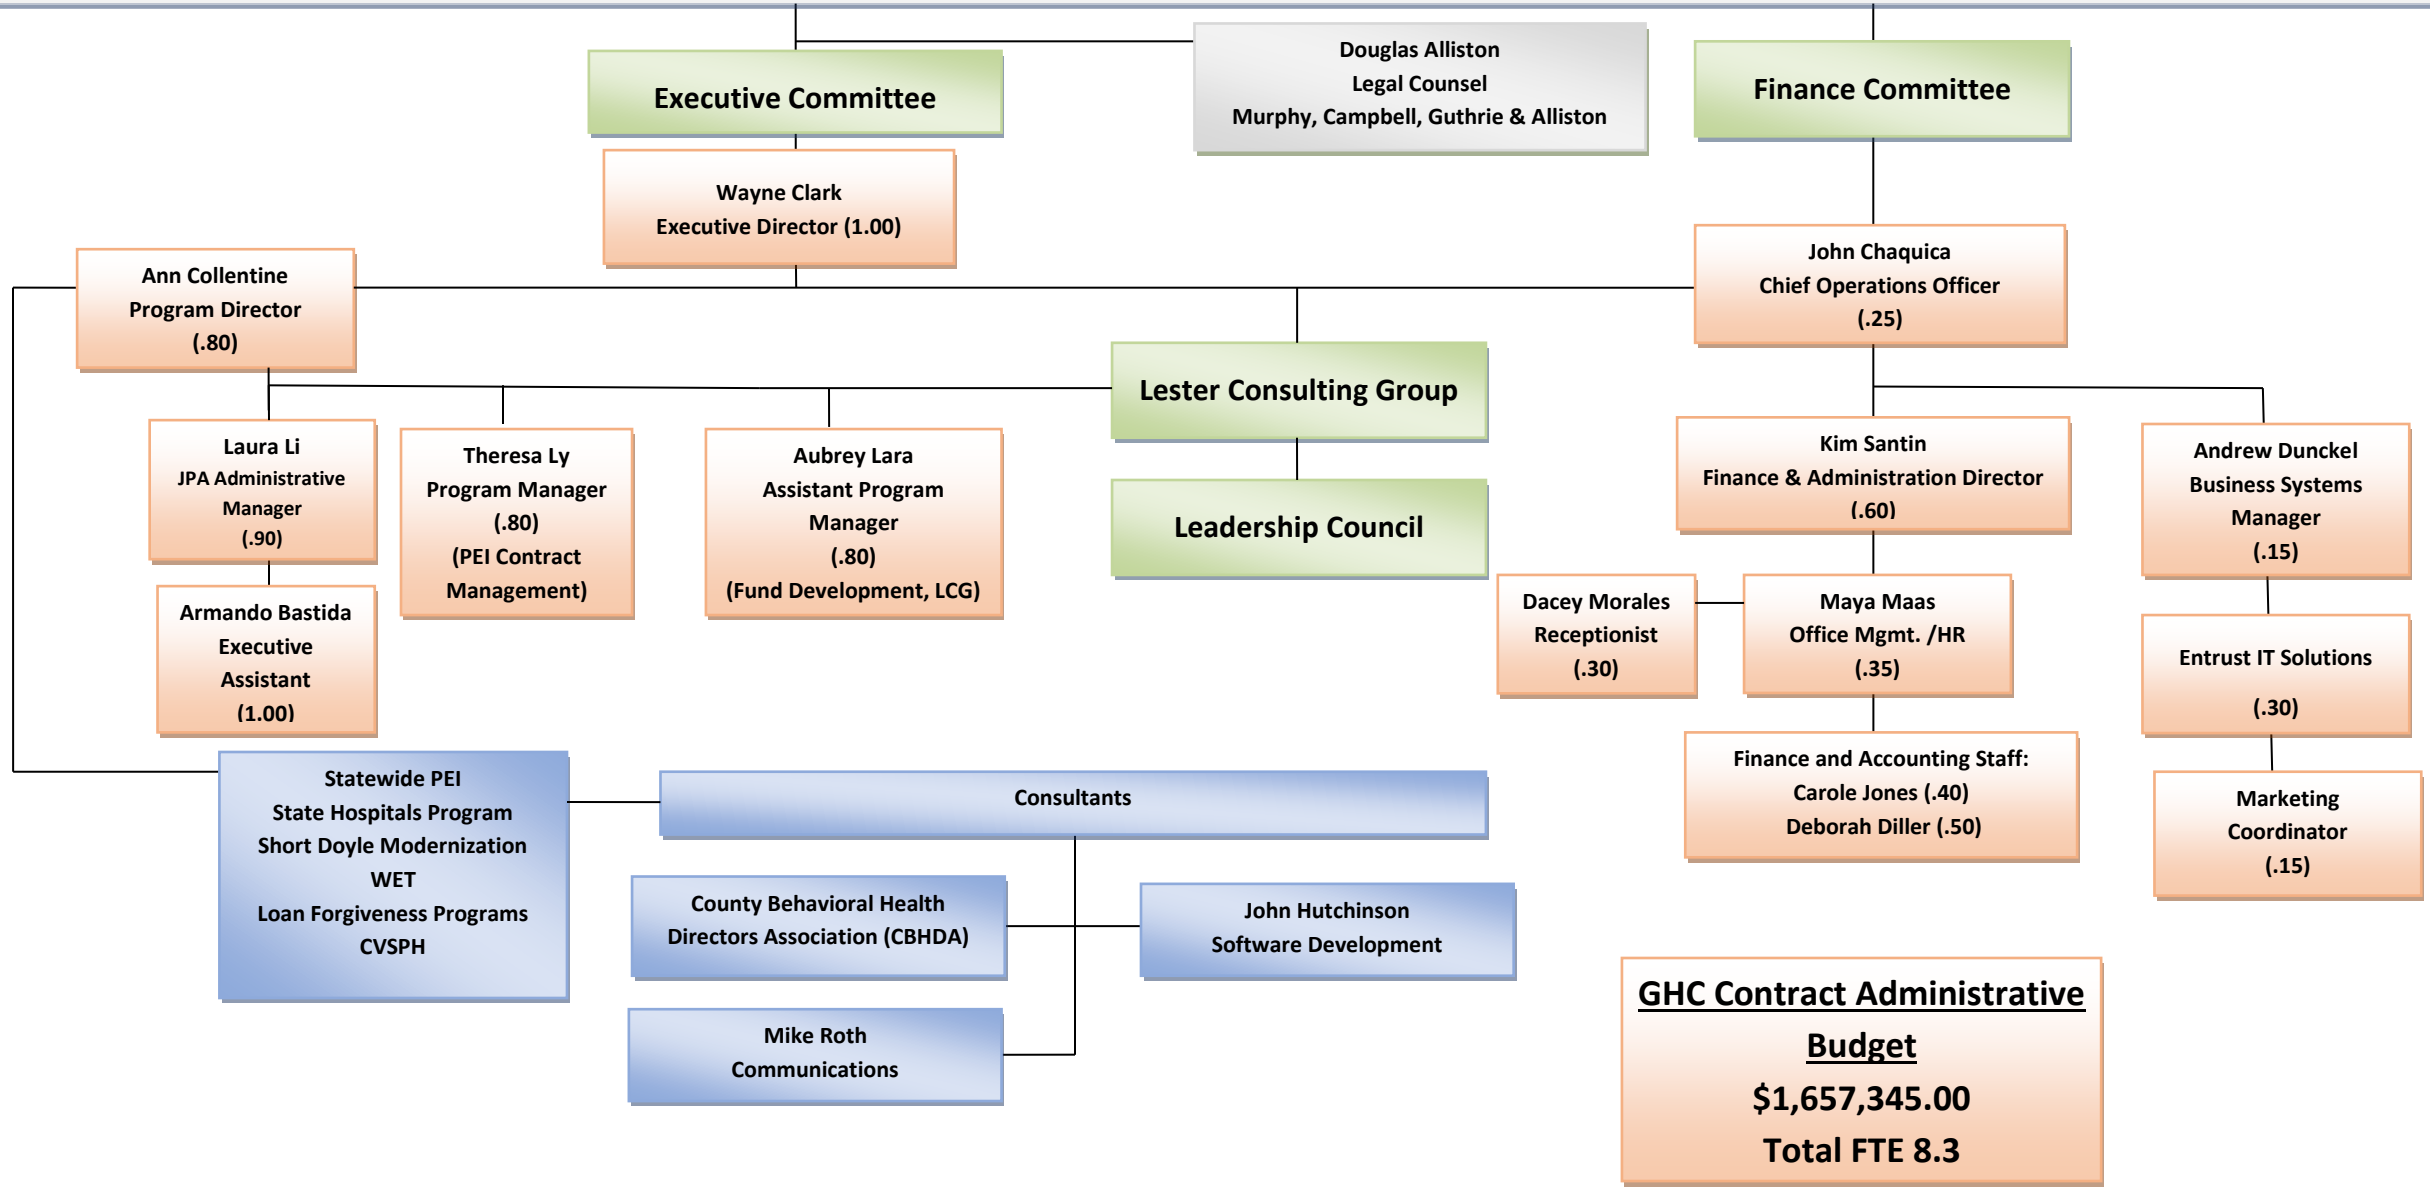 Executive Committee
Douglas Alliston
Legal Counsel
Murphy, Campbell, Guthrie & Alliston
Finance Committee
Wayne Clark
Executive Director (1.00)
Ann Collentine
Program Director
(.80)
John Chaquica
Chief Operations Officer
(.25)
Lester Consulting Group
Leadership Council
Laura Li
JPA Administrative
Manager
(.90)
Theresa Ly
Program Manager
(.80)
(PEI Contract
Management)
Aubrey Lara
Assistant Program
Manager
(.80)
(Fund Development, LCG)
Kim Santin
Finance & Administration Director
(.60)
Andrew Dunckel
Business Systems
Manager
(.15)
Armando Bastida
Executive
Assistant
(1.00)
Dacey Morales
Receptionist
(.30)
Maya Maas
Office Mgmt. /HR
(.35)
Entrust IT Solutions
(.30)
Finance and Accounting Staff:
Carole Jones (.40)
Deborah Diller (.50)
Marketing
Coordinator
(.15)
Statewide PEI
State Hospitals Program
Short Doyle Modernization
WET
Loan Forgiveness Programs
CVSPH
Consultants
County Behavioral Health
Directors Association (CBHDA)
John Hutchinson
Software Development
Mike Roth
Communications
GHC Contract Administrative
Budget
$1,657,345.00
Total FTE 8.3